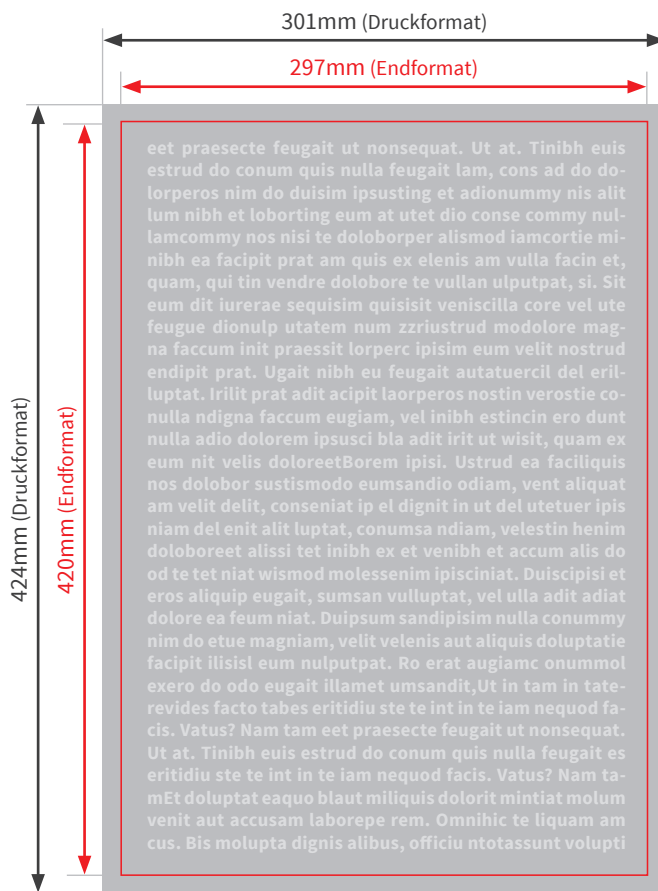 301mm (Druckformat)
297mm (Endformat)
424mm (Druckformat)
420mm (Endformat)
eet praesecte feugait ut nonsequat. Ut at. Tinibh euis
estrud do conum quis nulla feugait lam, cons ad do do-
lorperos nim do duisim ipsusting et adionummy nis alit
lum nibh et loborting eum at utet dio conse commy nul-
lamcommy nos nisi te doloborper alismod iamcortie mi-
nibh ea facipit prat am quis ex elenis am vulla facin et,
quam, qui tin vendre dolobore te vullan ulputpat, si. Sit
eum dit iurerae sequisim quisisit veniscilla core vel ute
feugue dionulp utatem num zzriustrud modolore mag-
na faccum init praessit lorperc ipisim eum velit nostrud
endipit prat. Ugait nibh eu feugait autatuercil del eril-
luptat. Irilit prat adit acipit laorperos nostin verostie co-
nulla ndigna faccum eugiam, vel inibh estincin ero dunt
nulla adio dolorem ipsusci bla adit irit ut wisit, quam ex
eum nit velis doloreetBorem ipisi. Ustrud ea faciliquis
nos dolobor sustismodo eumsandio odiam, vent aliquat
am velit delit, conseniat ip el dignit in ut del utetuer ipis
niam del enit alit luptat, conumsa ndiam, velestin henim
doloboreet alissi tet inibh ex et venibh et accum alis do
od te tet niat wismod molessenim ipiscinci. Duiscipisi et
eros aliquip eugait, sumsan vulluptat, vel ulla adit adiat
dolore ea feum niat. Duipsum sandipisim nulla conummy
nim do etue magniam, velit velenis aut aliquis doluptatie
facipit ilisisl eum nulputpat. Ro erat augiamc onummol
exero do odo eugait illamet umsandit,Ut in tam in tate-
revides facto tabes eritidiu ste te int in te iam nequod fa-
cis. Vatus? Nam tam eet praesecte feugait ut nonsequat.
Ut at. Tinibh euis estrud do conum quis nulla feugait es
eritidiu ste te int in te iam nequod facis. Vatus? Nam ta-
mEt doluptat eaquo blaut miliquis dolorit mintiat molum
venit aut accusam laborepe rem. Omnihic te liquam am
cus. Bis molupta dignis alibus, officiu ntotassunt volupti